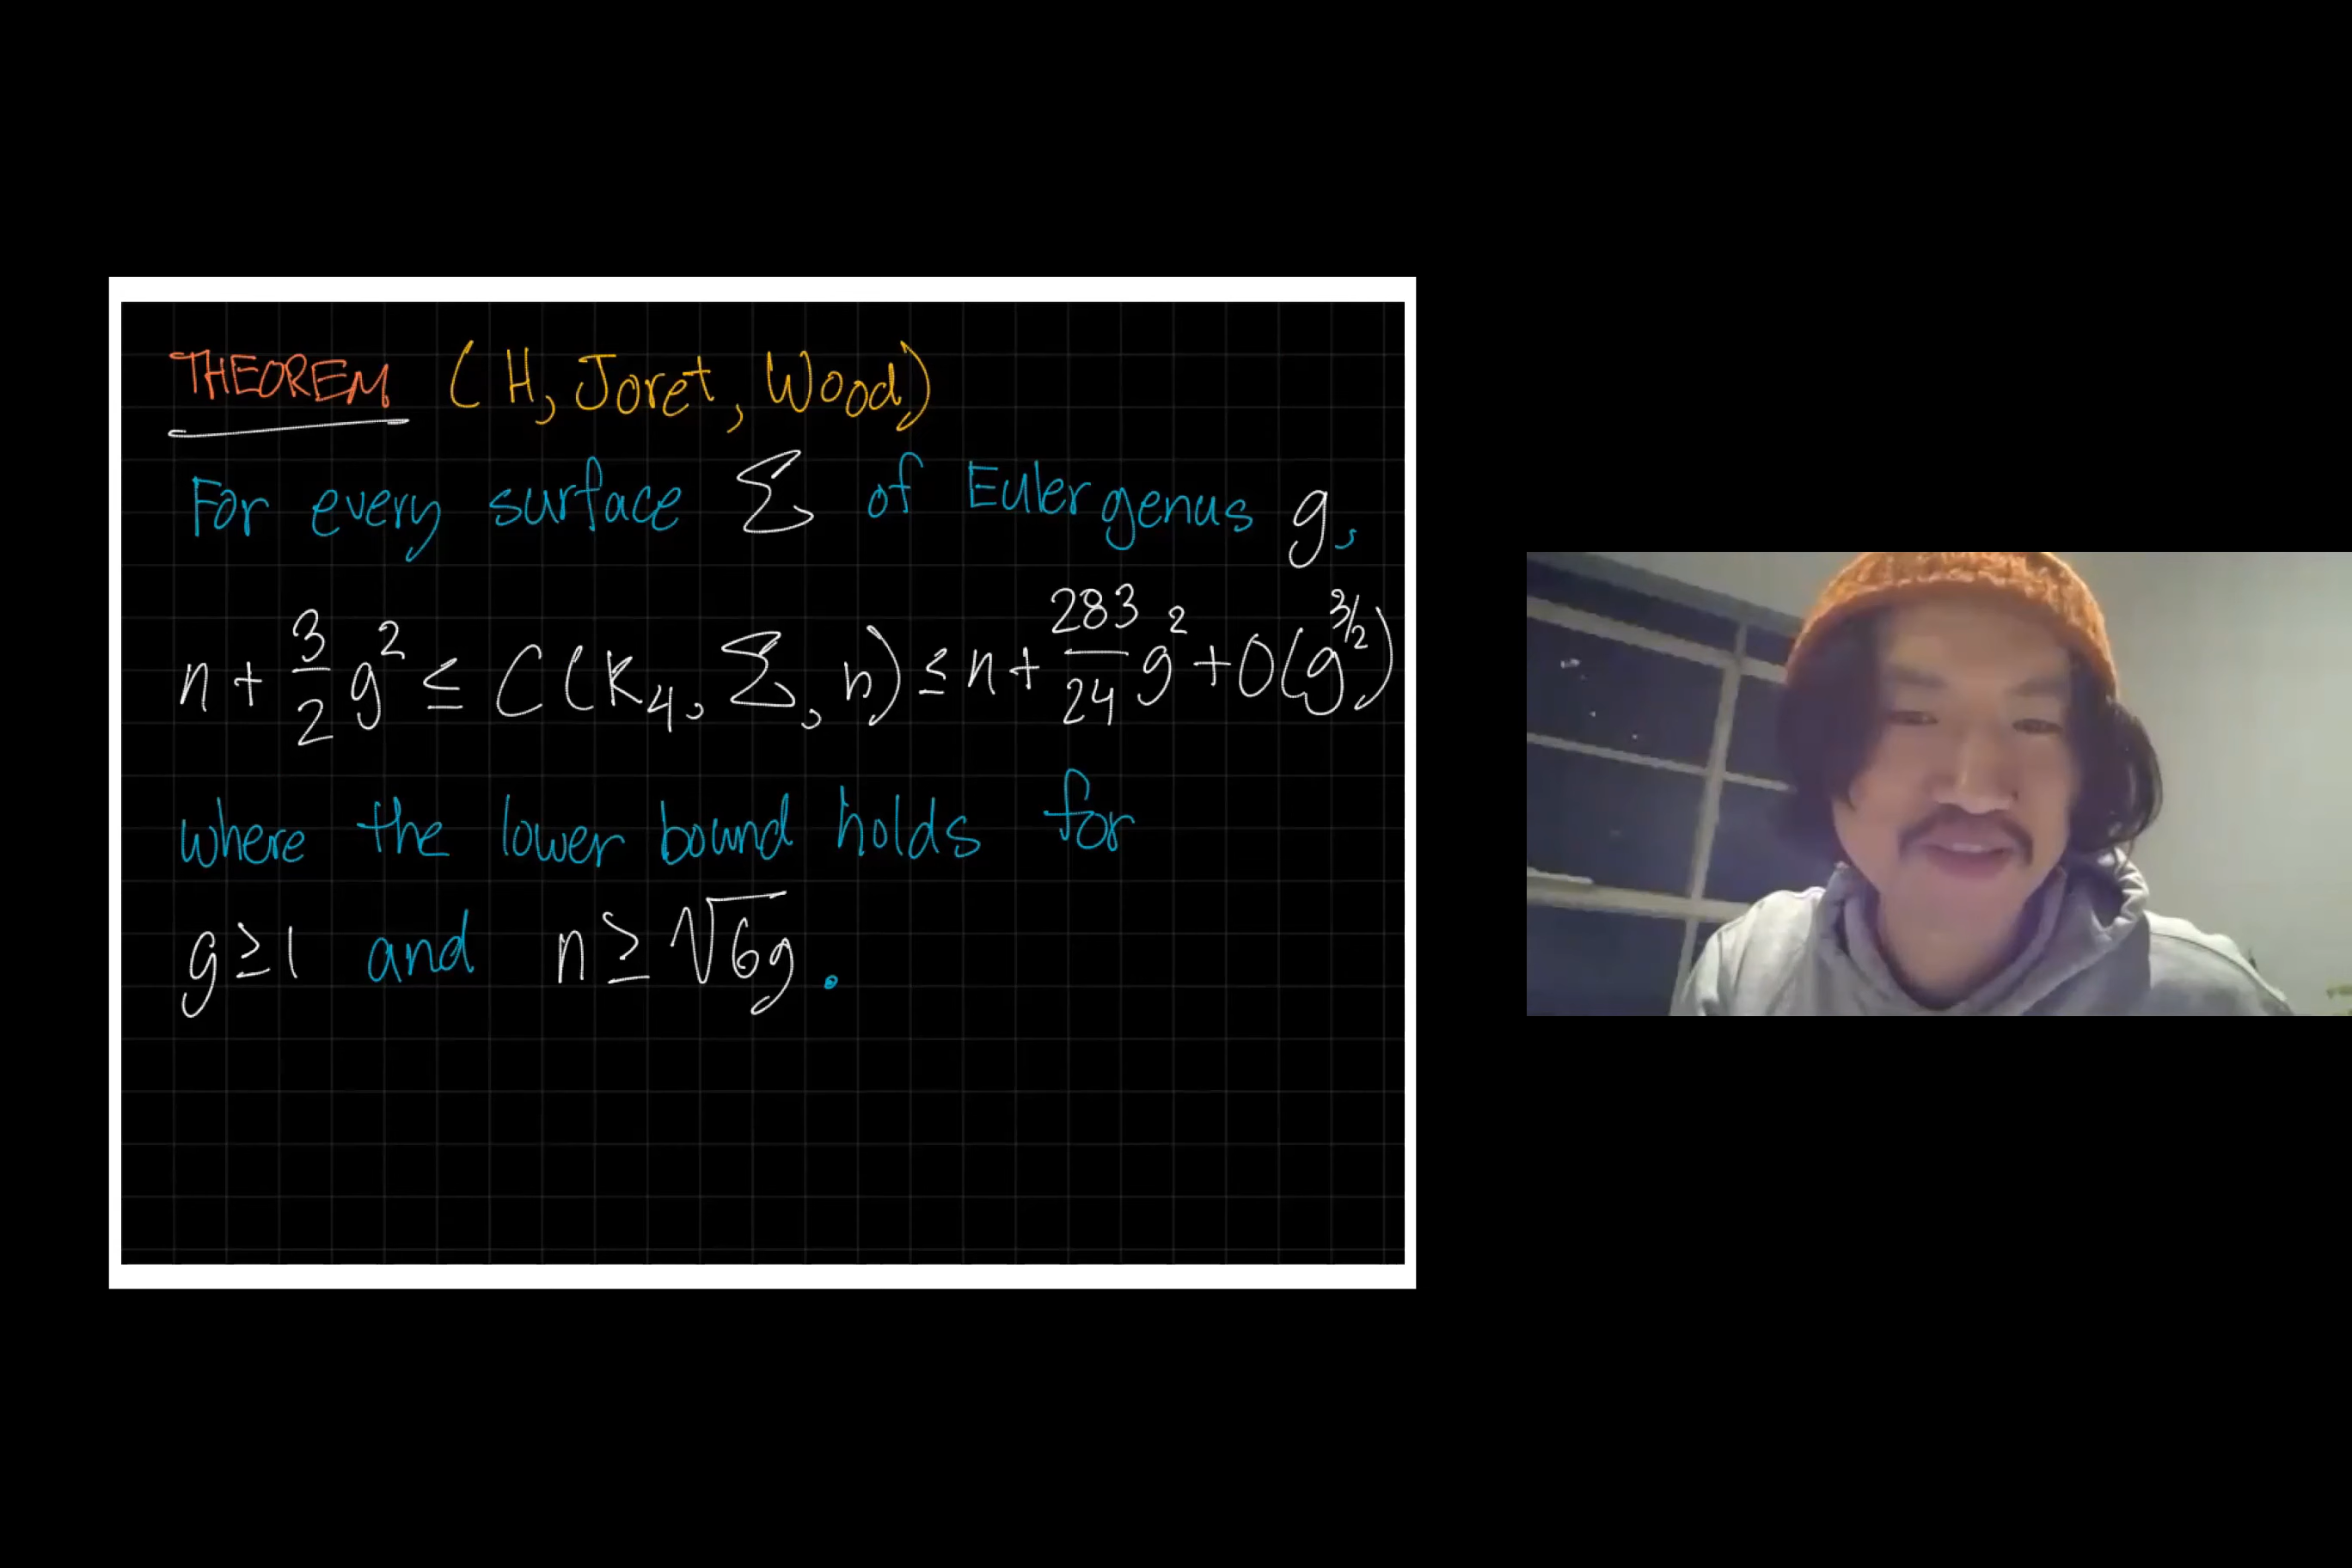 THEOREM (H, Joret, Wood)
For every surface Σ of Euler genus g,
n + 3/2 g² ≤ C(K₄, Σ, n) ≤ n + 283/24 g² + O(g^3/2)
where the lower bound holds for
g ≥ 1 and n ≥ √6g.